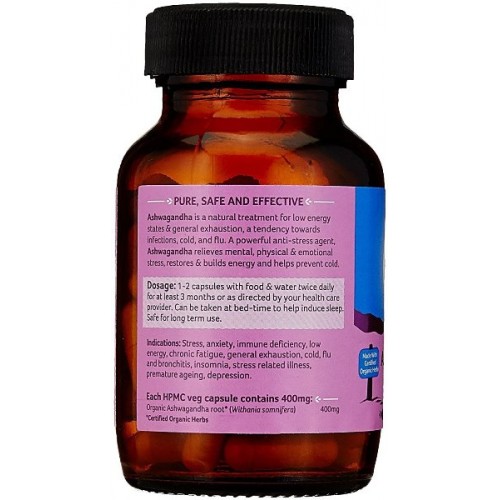 PURE, SAFE AND EFFECTIVE
Ashwagandha is a natural treatment for low energy
states & general exhaustion, a tendency towards
infections, cold, and flu. A powerful anti-stress agent,
Ashwagandha relieves mental, physical & emotional
stress, restores & builds energy and helps prevent cold.
Dosage: 1-2 capsules with food & water twice daily
for at least 3 months or as directed by your health care
provider. Can be taken at bed-time to help induce sleep.
Safe for long term use.
Indications: Stress, anxiety, immune deficiency, low
energy, chronic fatigue, general exhaustion, cold, flu
and bronchitis, insomnia, stress related illness,
premature ageing, depression.
Each HPMC veg capsule contains 400mg:
Organic Ashwagandha root* (Withania somnifera) 400mg
*Certified Organic Herbs
Made With
Certified
Organic Herbs